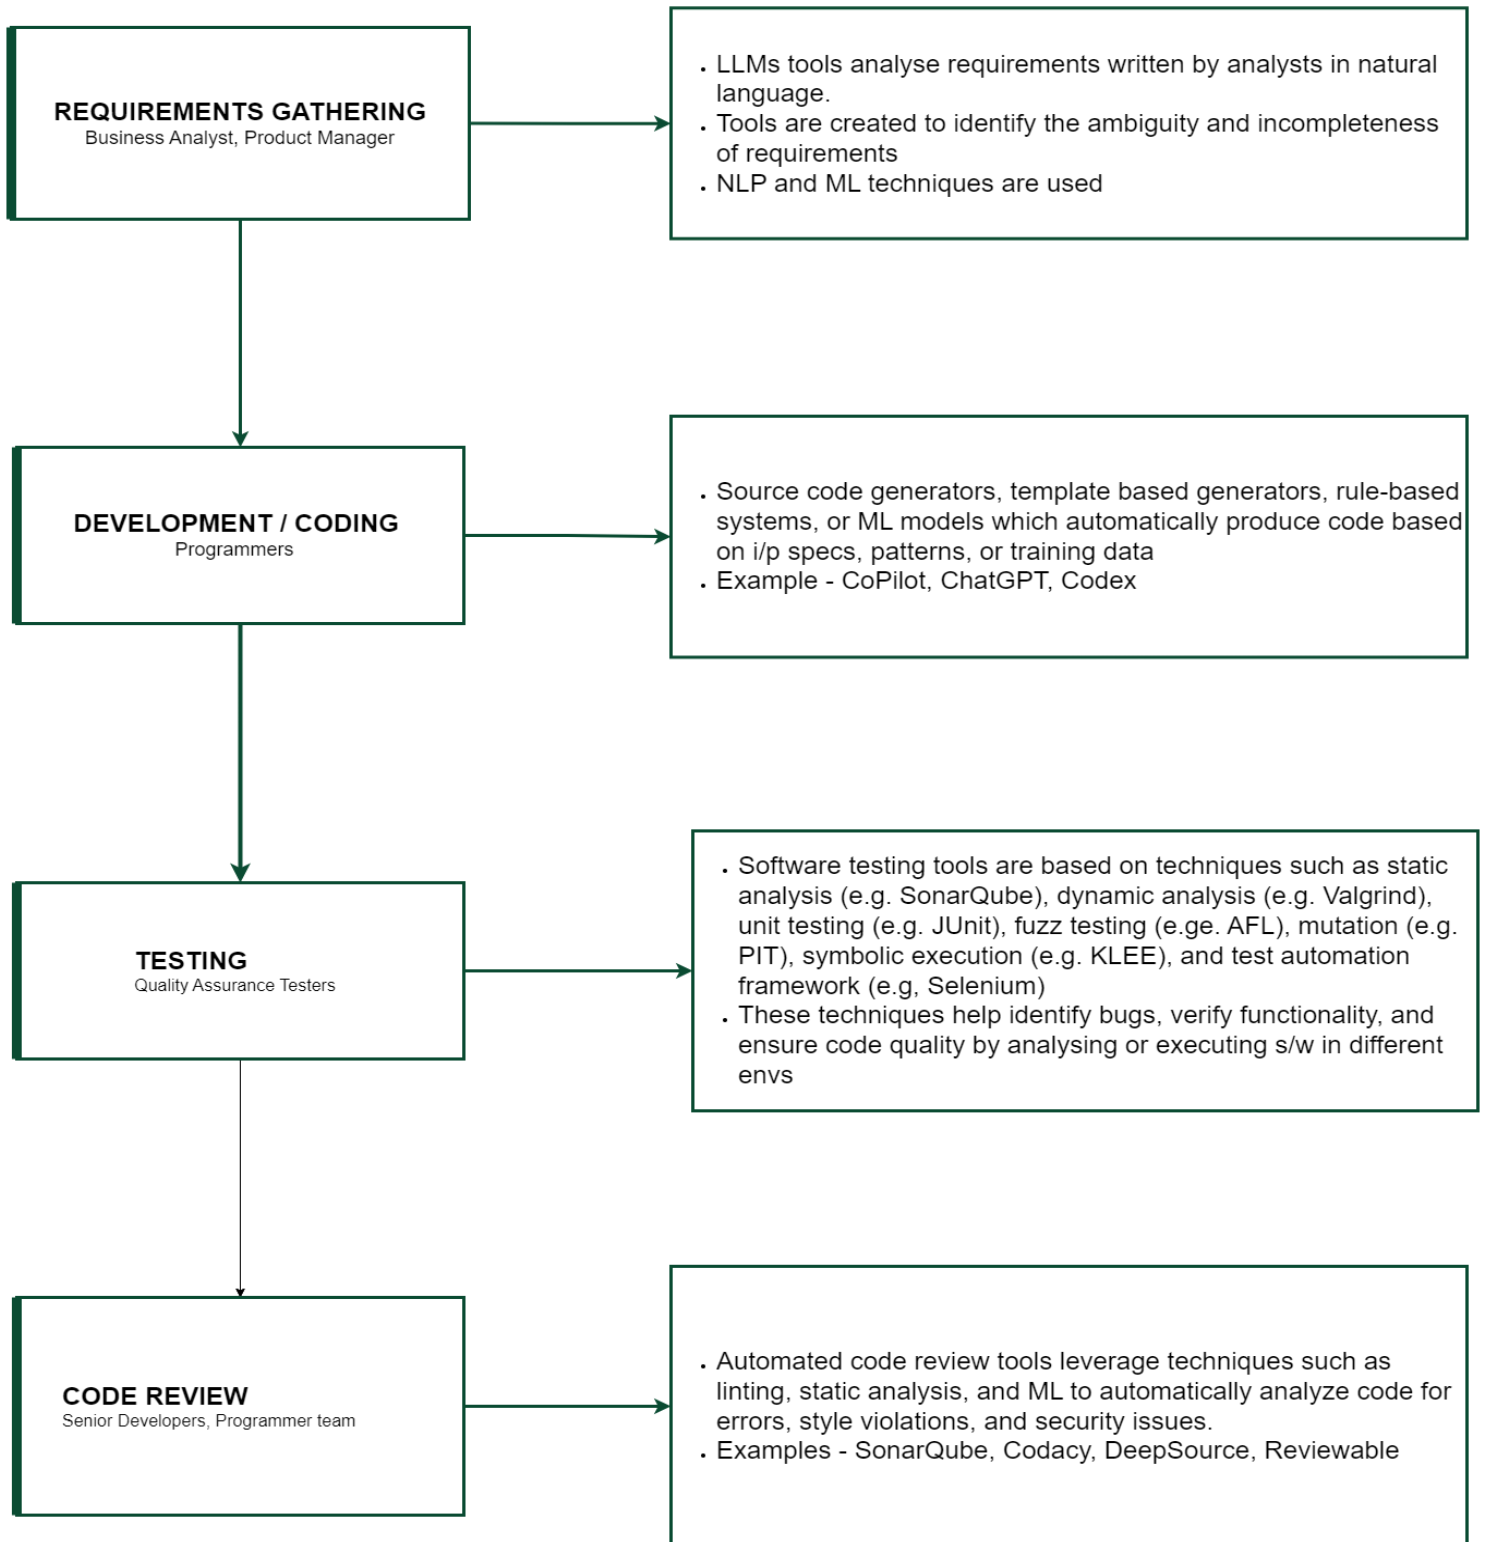 REQUIREMENTS GATHERING
Business Analyst, Product Manager
• LLMs tools analyse requirements written by analysts in natural
language.
• Tools are created to identify the ambiguity and incompleteness
of requirements
• NLP and ML techniques are used
DEVELOPMENT / CODING
Programmers
• Source code generators, template based generators, rule-based
systems, or ML models which automatically produce code based
on i/p specs, patterns, or training data
• Example - CoPilot, ChatGPT, Codex
TESTING
Quality Assurance Testers
• Software testing tools are based on techniques such as static
analysis (e.g. SonarQube), dynamic analysis (e.g. Valgrind),
unit testing (e.g. JUnit), fuzz testing (e.ge. AFL), mutation (e.g.
PIT), symbolic execution (e.g. KLEE), and test automation
framework (e.g, Selenium)
• These techniques help identify bugs, verify functionality, and
ensure code quality by analysing or executing s/w in different
envs
CODE REVIEW
Senior Developers, Programmer team
• Automated code review tools leverage techniques such as
linting, static analysis, and ML to automatically analyze code for
errors, style violations, and security issues.
• Examples - SonarQube, Codacy, DeepSource, Reviewable